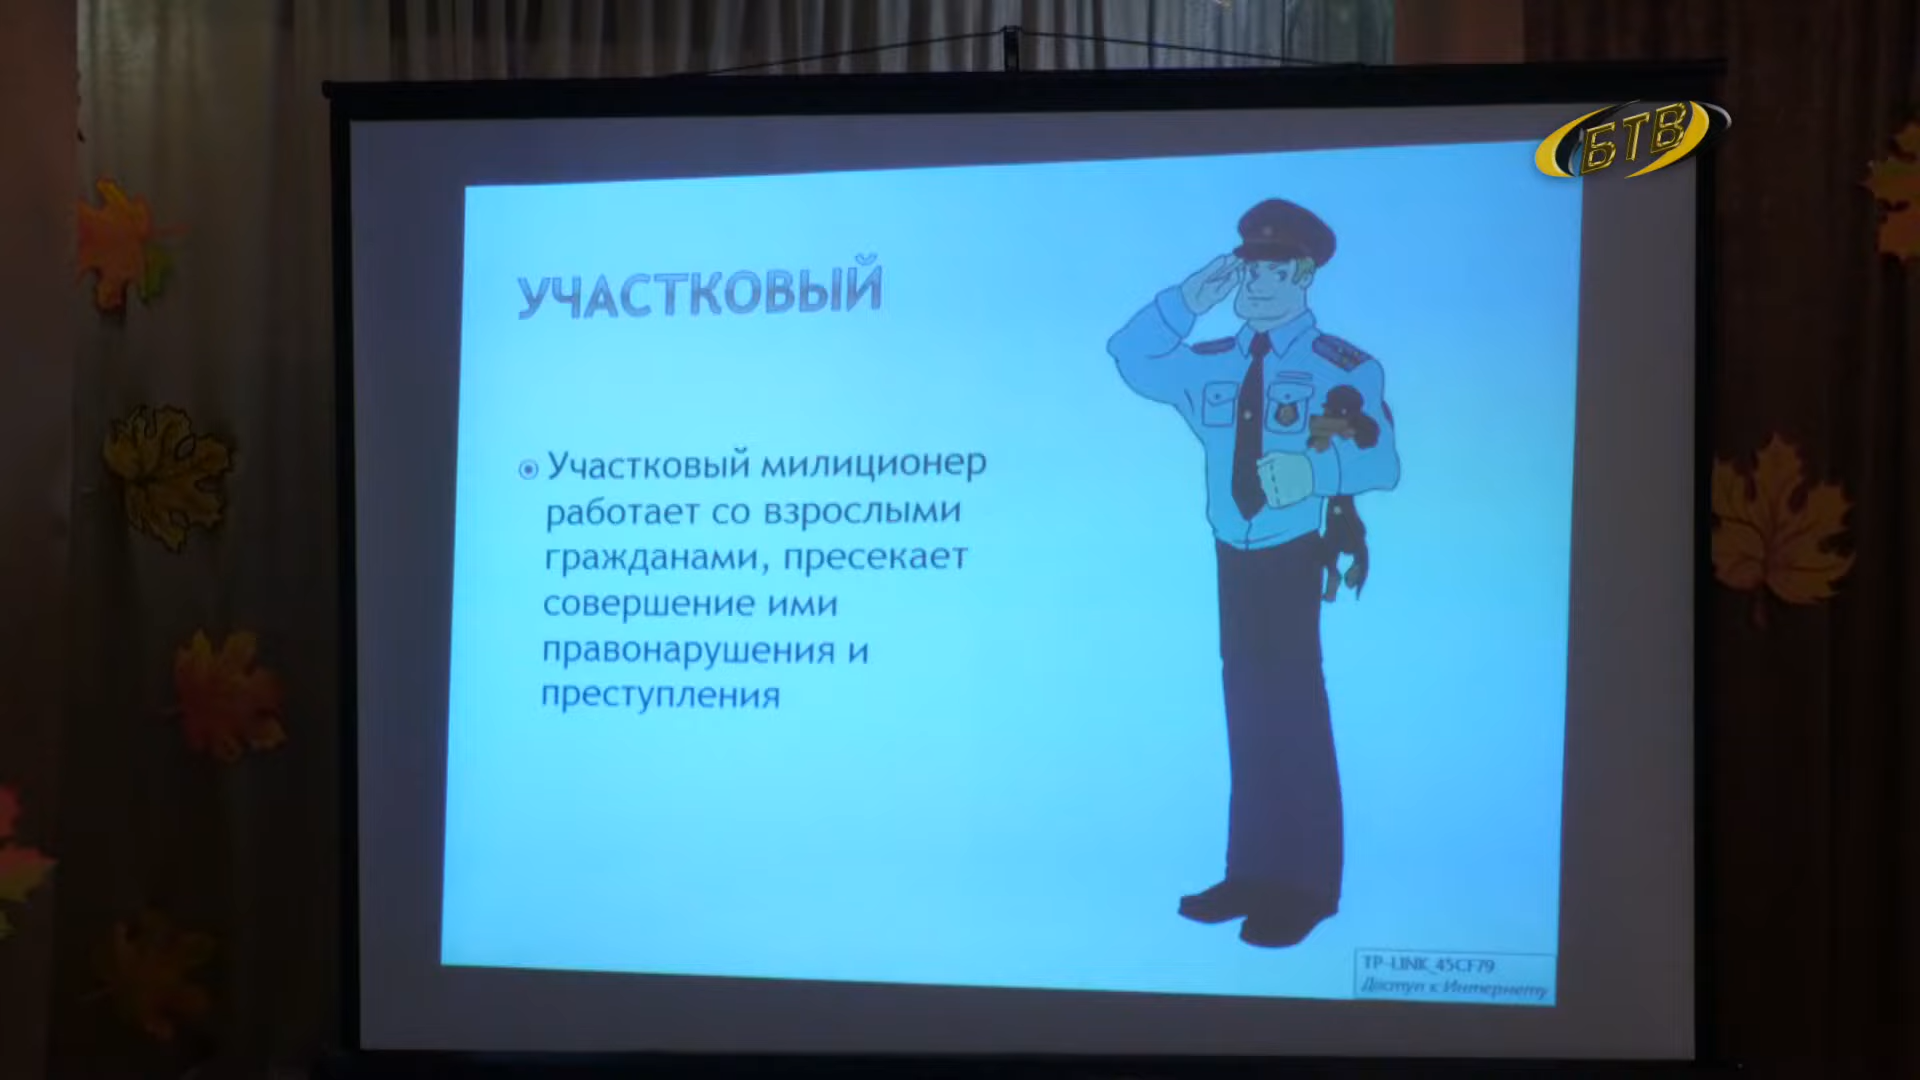 БТВ
УЧАСТКОВЫЙ
Участковый милиционер
работает со взрослыми
гражданами, пресекает
совершение ими
правонарушения и
преступления
TP-LINK_45CF79
Доступ к Интернету